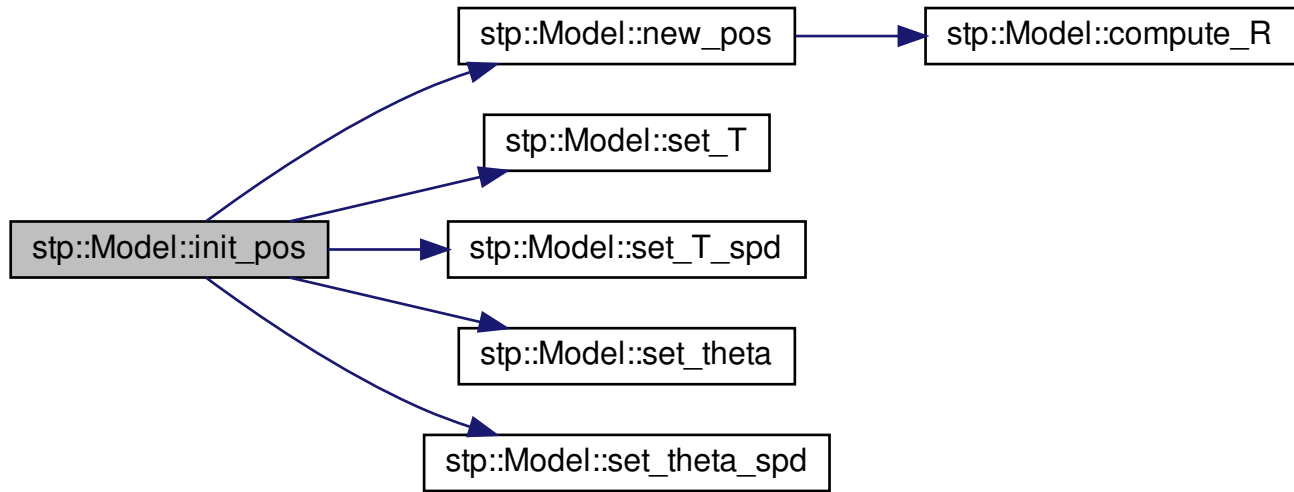 stp::Model::new_pos
stp::Model::compute_R
stp::Model::set_T
stp::Model::init_pos
stp::Model::set_T_spd
stp::Model::set_theta
stp::Model::set_theta_spd